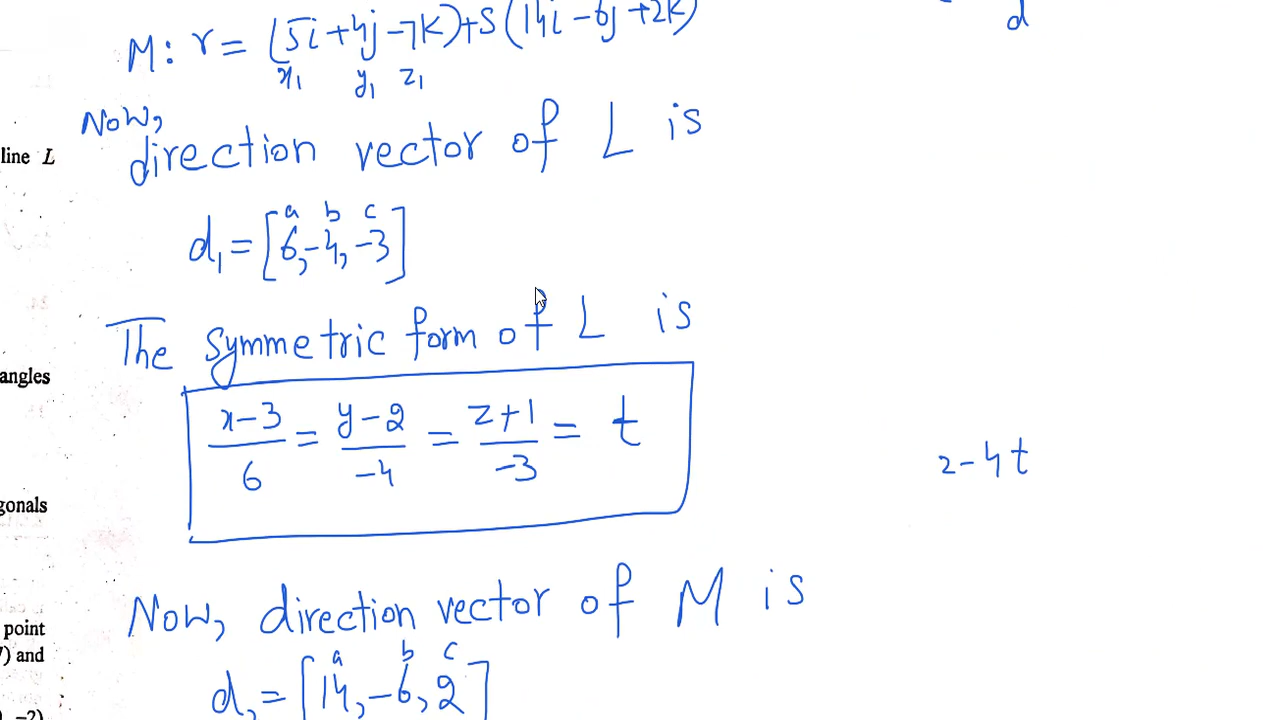 M: r = (5i+4j-7k)+S(14i-6j+2k)
d
x₁ y₁ z₁
Now,
direction vector of L is
line L
a b c
d₁ = [6,-4,-3]
The symmetric form of L is
angles
x-3/6 = y-2/-4 = z+1/-3 = t
2-4t
gonals
Now, direction vector of M is
point
7) and
a b c
d₂ = [14,-6,2]
, -2)